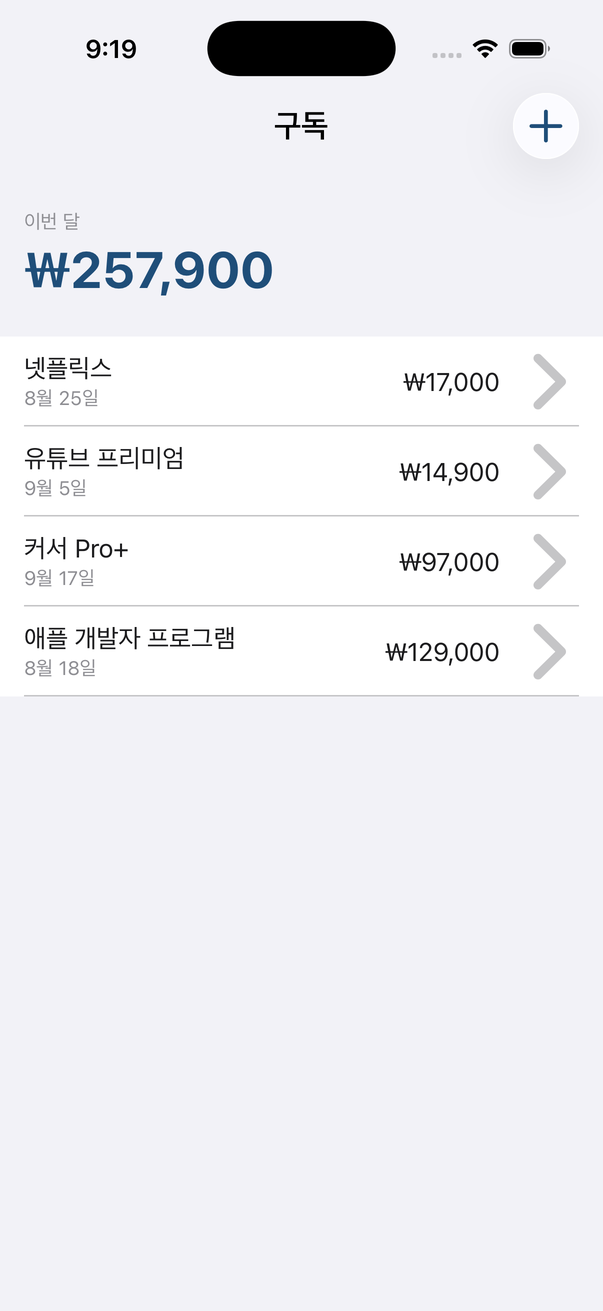 9:19
구독
이번 달
₩257,900
넷플릭스
8월 25일
₩17,000
유튜브 프리미엄
9월 5일
₩14,900
커서 Pro+
9월 17일
₩97,000
애플 개발자 프로그램
8월 18일
₩129,000